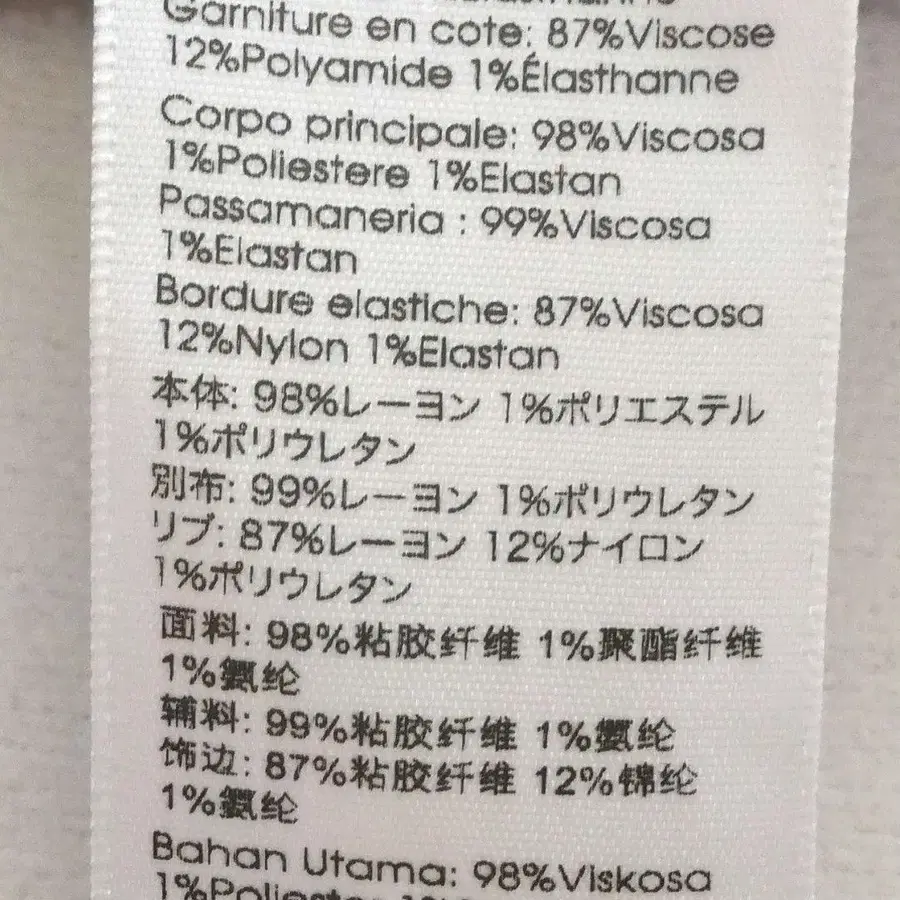 Garniture en cote: 87%Viscose
12%Polyamide 1%Élasthanne
Corpo principale: 98%Viscosa
1%Poliestere 1%Elastan
Passamaneria : 99%Viscosa
1%Elastan
Bordure elastiche: 87%Viscosa
12%Nylon 1%Elastan
本体: 98%レーヨン 1%ポリエステル
1%ポリウレタン
別布: 99%レーヨン 1%ポリウレタン
リブ: 87%レーヨン 12%ナイロン
1%ポリウレタン
面料: 98%粘胶纤维 1%聚酯纤维
1%氨纶
辅料: 99%粘胶纤维 1%氨纶
饰边: 87%粘胶纤维 12%锦纶
1%氨纶
Bahan Utama: 98%Viskosa